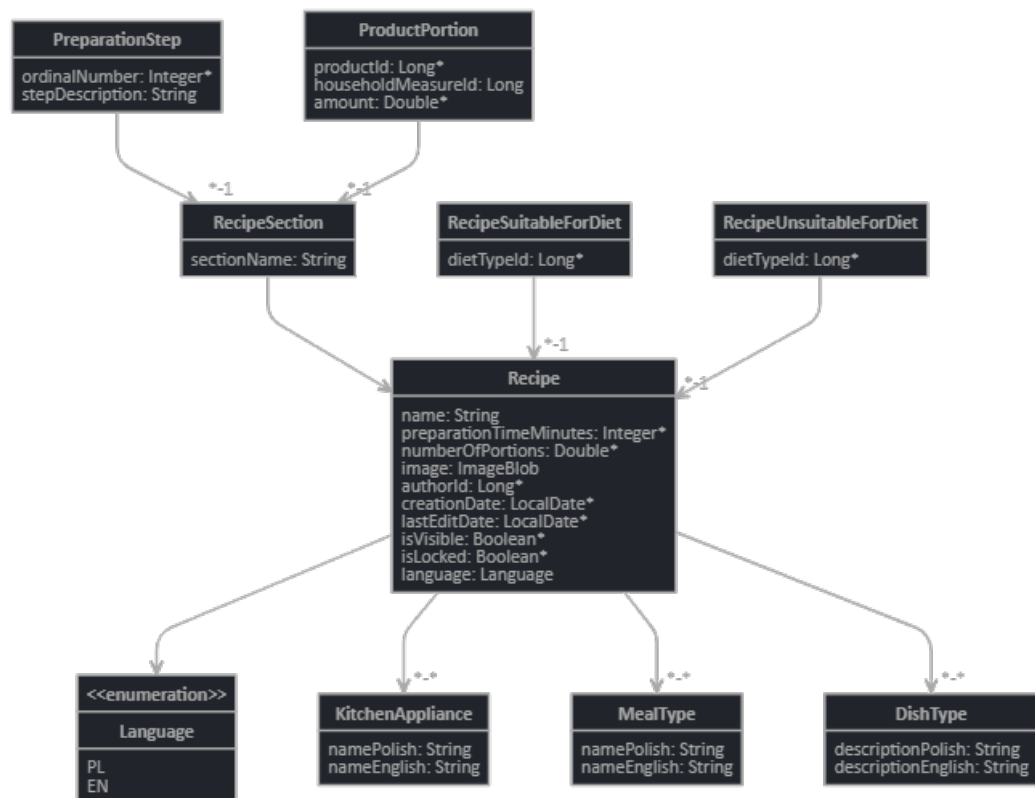 PreparationStep
ordinalNumber: Integer*
stepDescription: String
ProductPortion
productId: Long*
householdMeasureId: Long
amount: Double*
*-1
*-1
RecipeSection
sectionName: String
RecipeSuitableForDiet
dietTypeId: Long*
RecipeUnsuitableForDiet
dietTypeId: Long*
*-1
*-1
Recipe
name: String
preparationTimeMinutes: Integer*
numberOfPortions: Double*
image: ImageBlob
authorId: Long*
creationDate: LocalDate*
lastEditDate: LocalDate*
isVisible: Boolean*
isLocked: Boolean*
language: Language
<<enumeration>>
Language
PL
EN
*-*
KitchenAppliance
namePolish: String
nameEnglish: String
*-*
MealType
namePolish: String
nameEnglish: String
*-*
DishType
descriptionPolish: String
descriptionEnglish: String